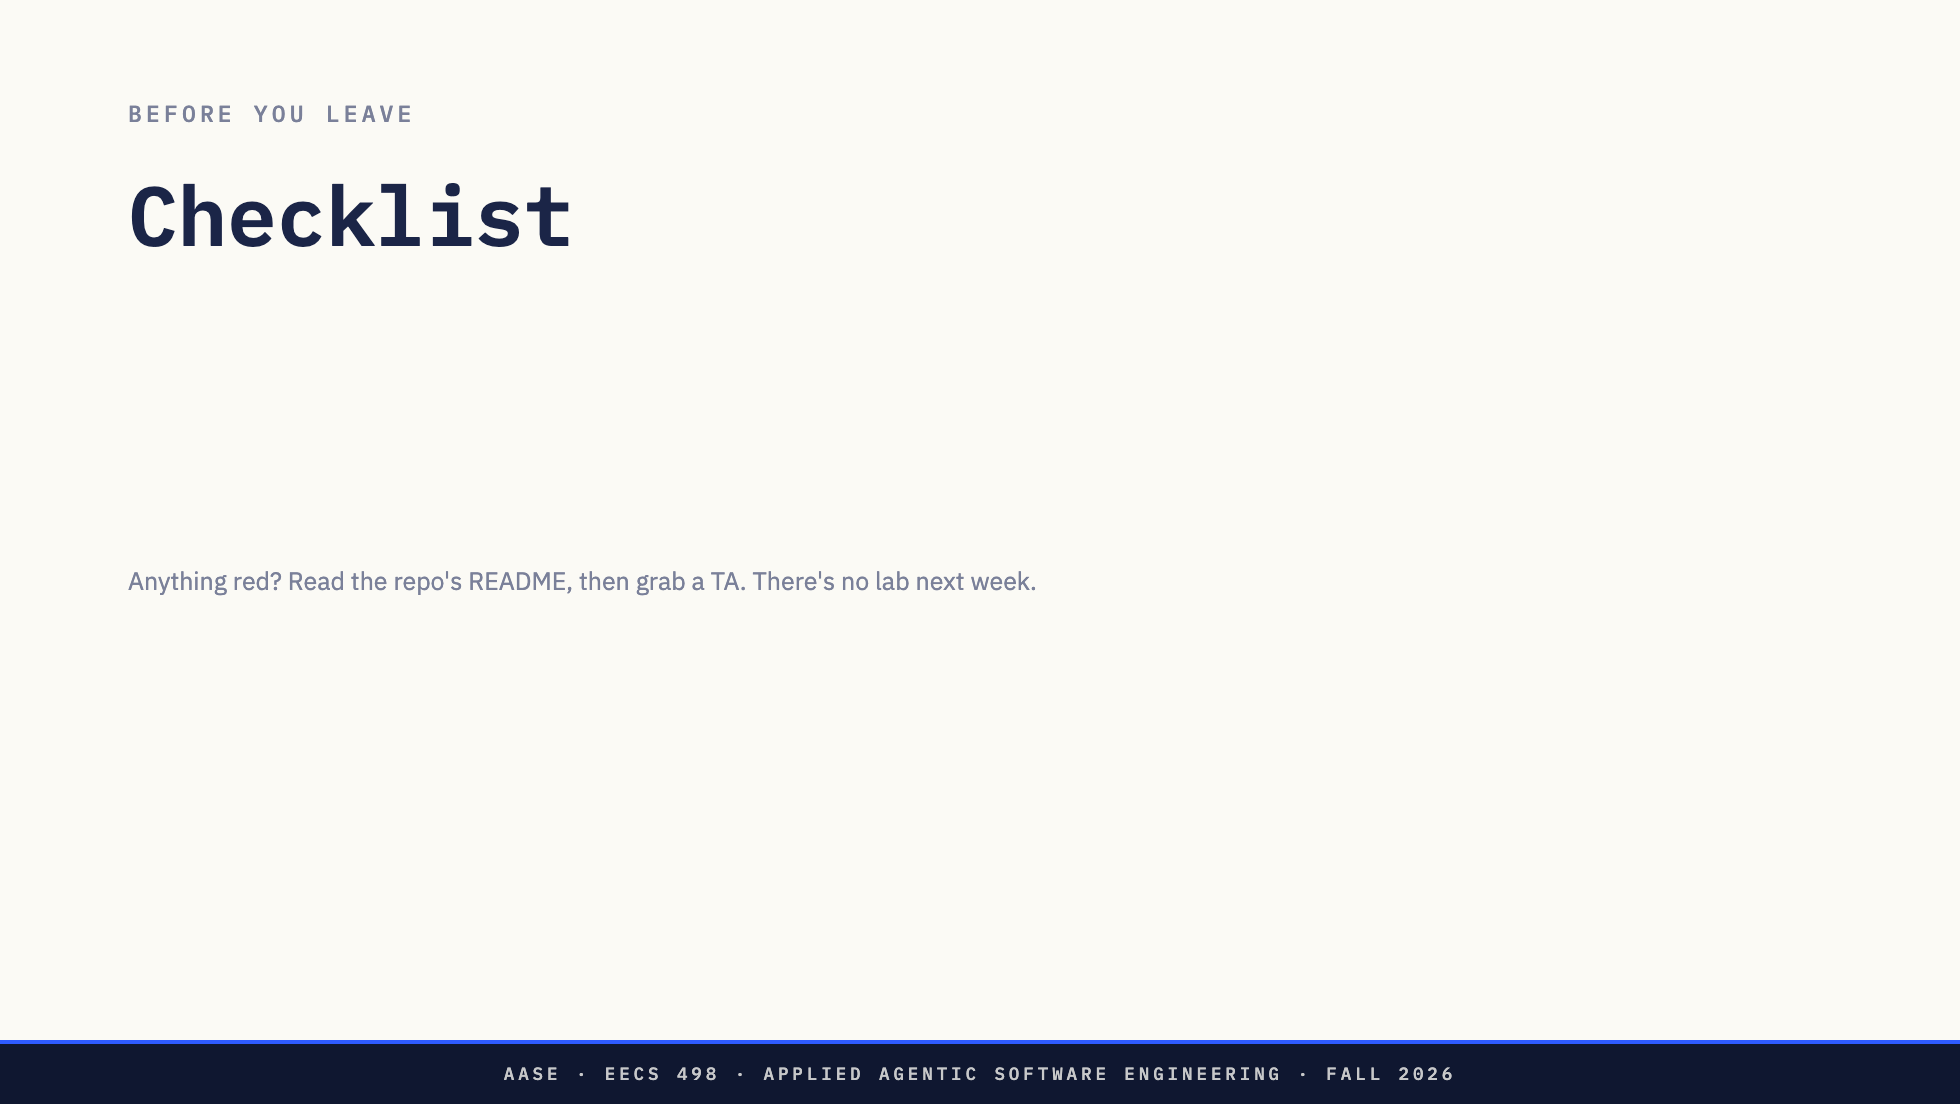 BEFORE YOU LEAVE
Checklist
Anything red? Read the repo's README, then grab a TA. There's no lab next week.
AASE · EECS 498 · APPLIED AGENTIC SOFTWARE ENGINEERING · FALL 2026